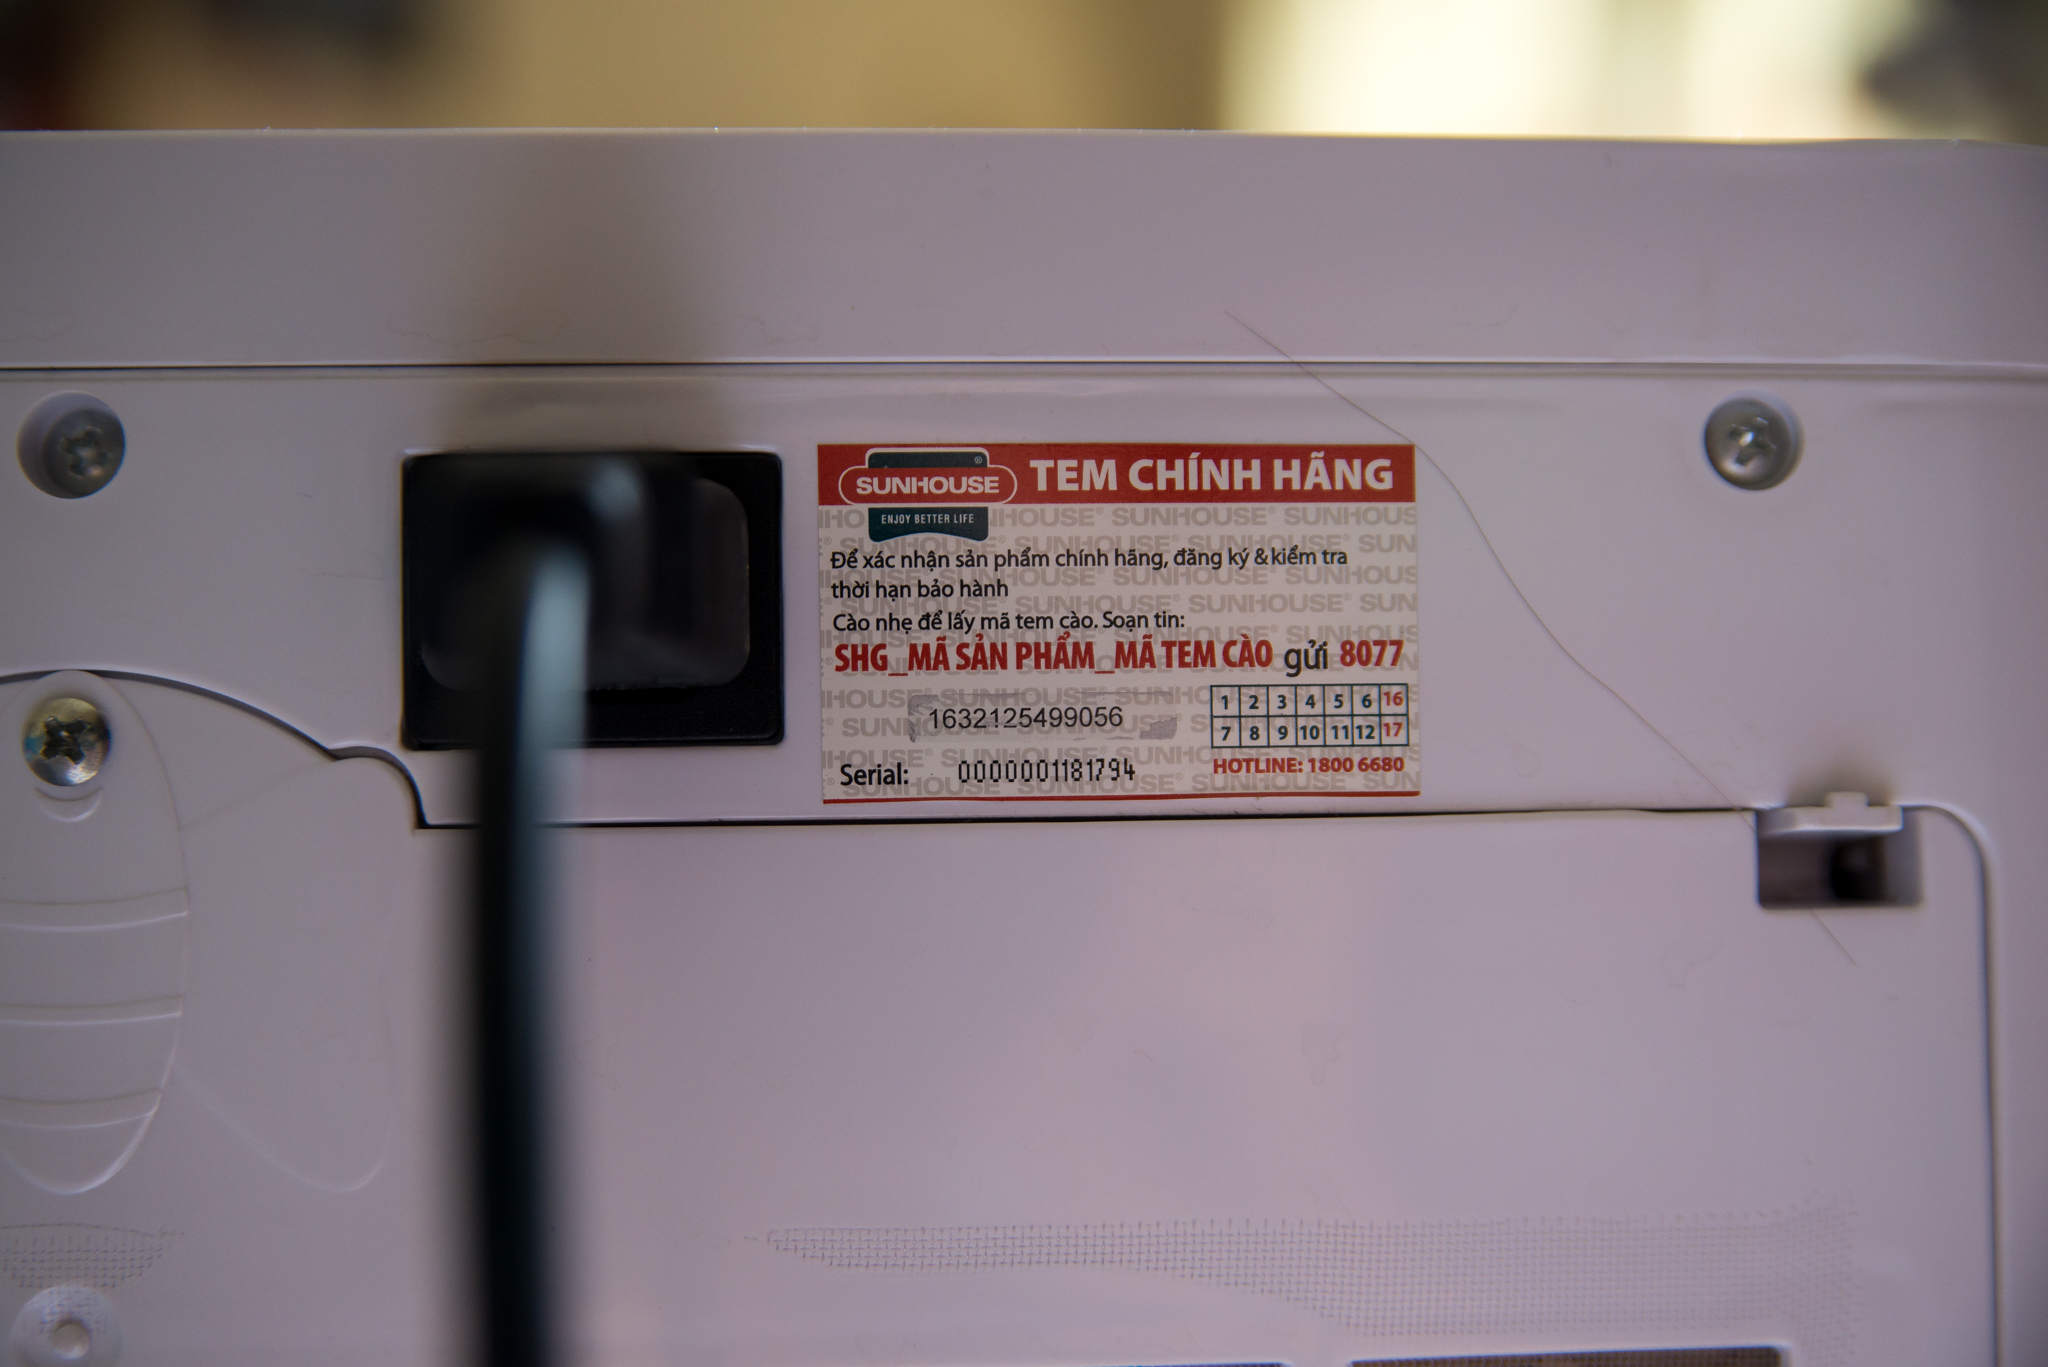 SUNHOUSE ®
ENJOY BETTER LIFE
TEM CHÍNH HÃNG
Để xác nhận sản phẩm chính hãng, đăng ký & kiểm tra
thời hạn bảo hành
Cào nhẹ để lấy mã tem cào. Soạn tin:
SHG_MÃ SẢN PHẨM_MÃ TEM CÀO gửi 8077
1632125499056
1 2 3 4 5 6 16
7 8 9 10 11 12 17
Serial: 0000001181794
HOTLINE: 1800 6680